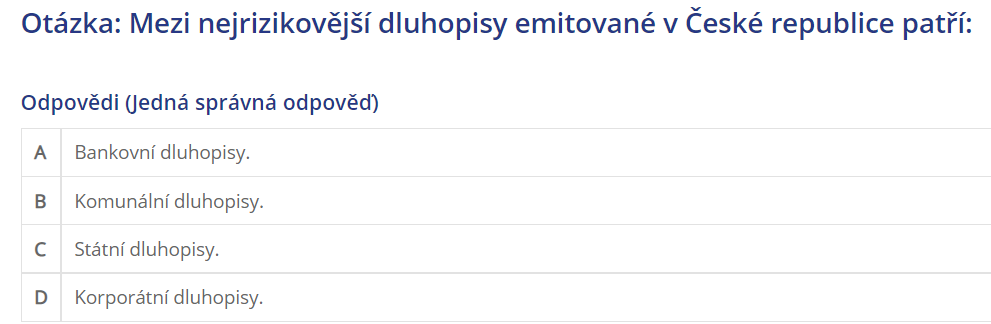 Otázka: Mezi nejrizikovější dluhopisy emitované v České republice patří:
Odpovědi (Jedná správná odpověď)
A Bankovní dluhopisy.
B Komunální dluhopisy.
C Státní dluhopisy.
D Korporátní dluhopisy.